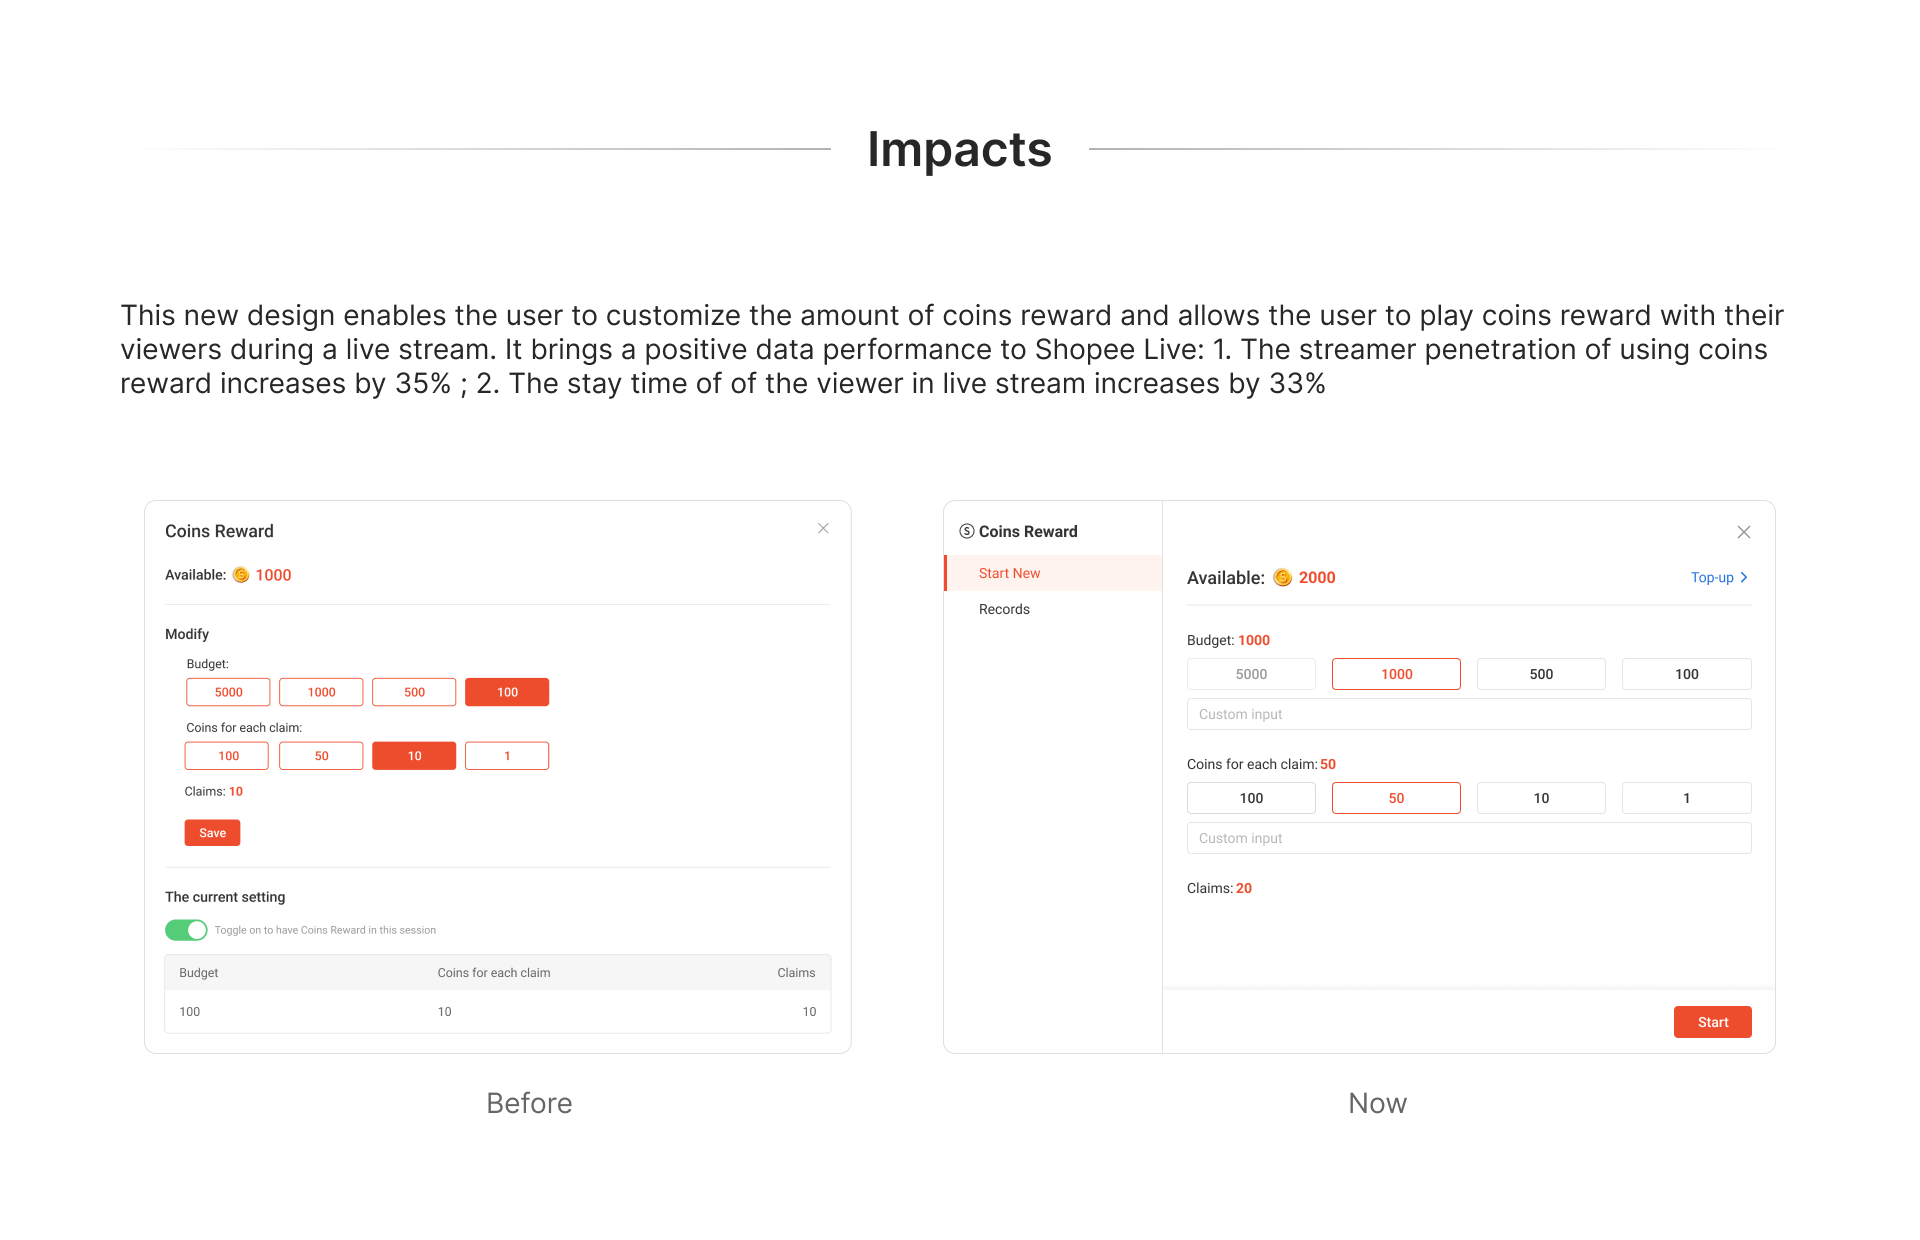 Impacts
This new design enables the user to customize the amount of coins reward and allows the user to play coins reward with their
viewers during a live stream. It brings a positive data performance to Shopee Live: 1. The streamer penetration of using coins
reward increases by 35% ; 2. The stay time of of the viewer in live stream increases by 33%
Coins Reward
Available: S 1000
Modify
Budget:
5000 1000 500 100
Coins for each claim:
100 50 10 1
Claims: 10
Save
The current setting
Toggle on to have Coins Reward in this session
Budget Coins for each claim Claims
100 10 10
Before
S Coins Reward
Start New
Records
Available: S 2000 Top-up
Budget: 1000
5000 1000 500 100
Custom input
Coins for each claim: 50
100 50 10 1
Custom input
Claims: 20
Start
Now